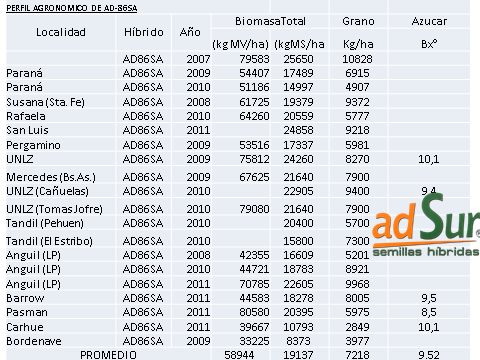 PERFIL AGRONOMICO DE AD-86SA
Localidad Híbrido Año BiomasaTotal Grano Azucar
(kg MV/ha) (kgMS/ha Kg/ha Bxº
AD86SA 2007 79583 25650 10828
Paraná AD86SA 2009 54407 17489 6915
Paraná AD86SA 2010 51186 14997 4907
Susana (Sta. Fe) AD86SA 2008 61725 19379 9372
Rafaela AD86SA 2010 64260 20559 5777
San Luis AD86SA 2011 24858 9218
Pergamino AD86SA 2009 53516 17337 5981
UNLZ AD86SA 2009 75812 24260 8270 10,1
Mercedes (Bs.As.) AD86SA 2009 67625 21640 7900
UNLZ (Cañuelas) AD86SA 2010 22905 9400 9,4
UNLZ (Tomas Jofre) AD86SA 2010 79080 21640 7900
Tandil (Pehuen) AD86SA 2010 20400 5700
Tandil (El Estribo) AD86SA 2010 15800 7300
Anguil (LP) AD86SA 2008 42355 16609 5201
Anguil (LP) AD86SA 2010 44721 18783 8921
Anguil (LP) AD86SA 2011 70785 22605 9968
Barrow AD86SA 2011 44583 18278 8005 9,5
Pasman AD86SA 2011 80580 20395 5975 8,5
Carhue AD86SA 2011 39667 10793 2849 10,1
Bordenave AD86SA 2009 33225 8373 3977
PROMEDIO 58944 19137 7218 9.52
adSur
semillas híbridas